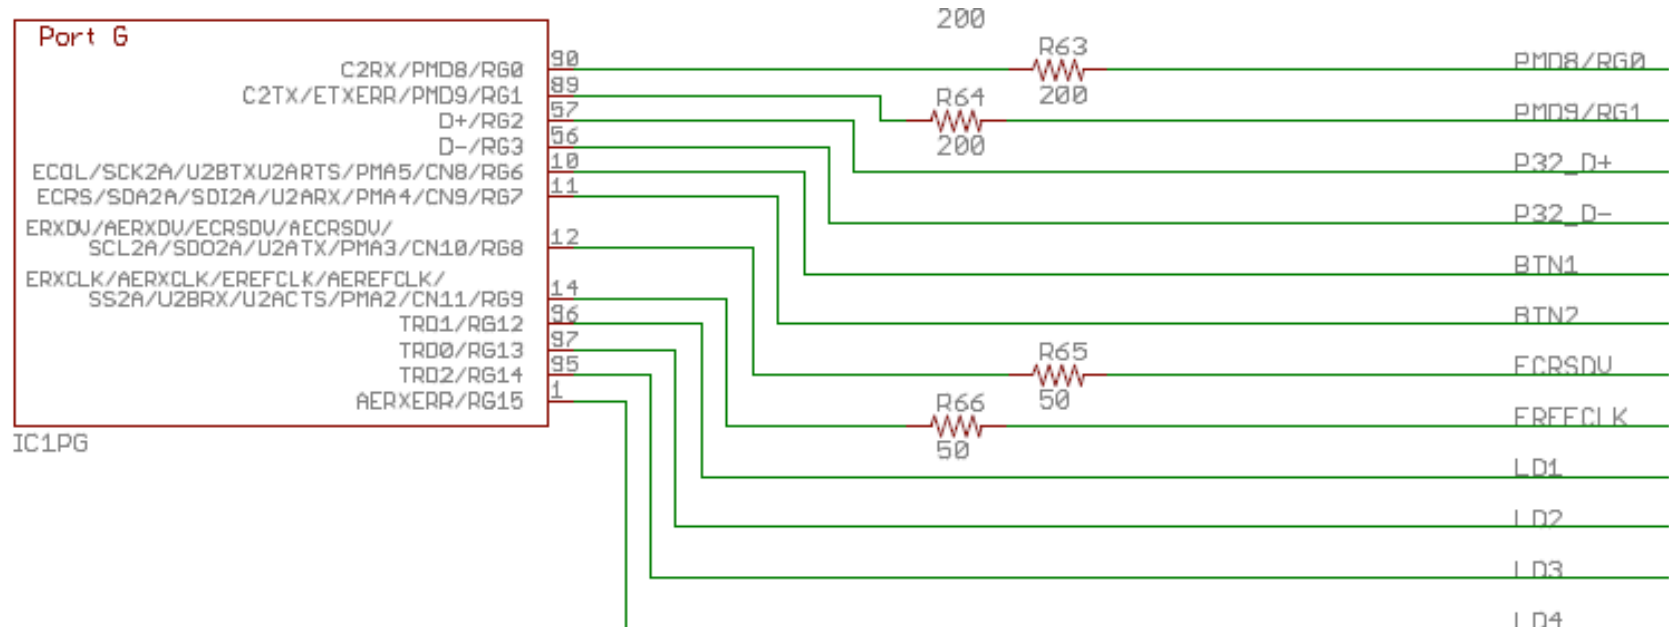 200
Port G
R63
C2RX/PMD8/RG0 90 PMD8/RG0
200
C2TX/ETXERR/PMD9/RG1 89
R64
D+/RG2 57 PMD9/RG1
200
D-/RG3 56
ECOL/SCK2A/U2BTXU2ARTS/PMA5/CN8/RG6 10 P32_D+
ECRS/SDA2A/SDI2A/U2ARX/PMA4/CN9/RG7 11
P32_D-
ERXDV/AERXDV/ECRSDV/AECRSDV/
SCL2A/SDO2A/U2ATX/PMA3/CN10/RG8 12
BTN1
ERXCLK/AERXCLK/EREFCLK/AEREFCLK/
SS2A/U2BRX/U2ACTS/PMA2/CN11/RG9 14
TRD1/RG12 96 BTN2
TRD0/RG13 97
R65
TRD2/RG14 95 ECRSDV
50
AERXERR/RG15 1
R66
EREFCLK
50
IC1PG
LD1
LD2
LD3
LD4